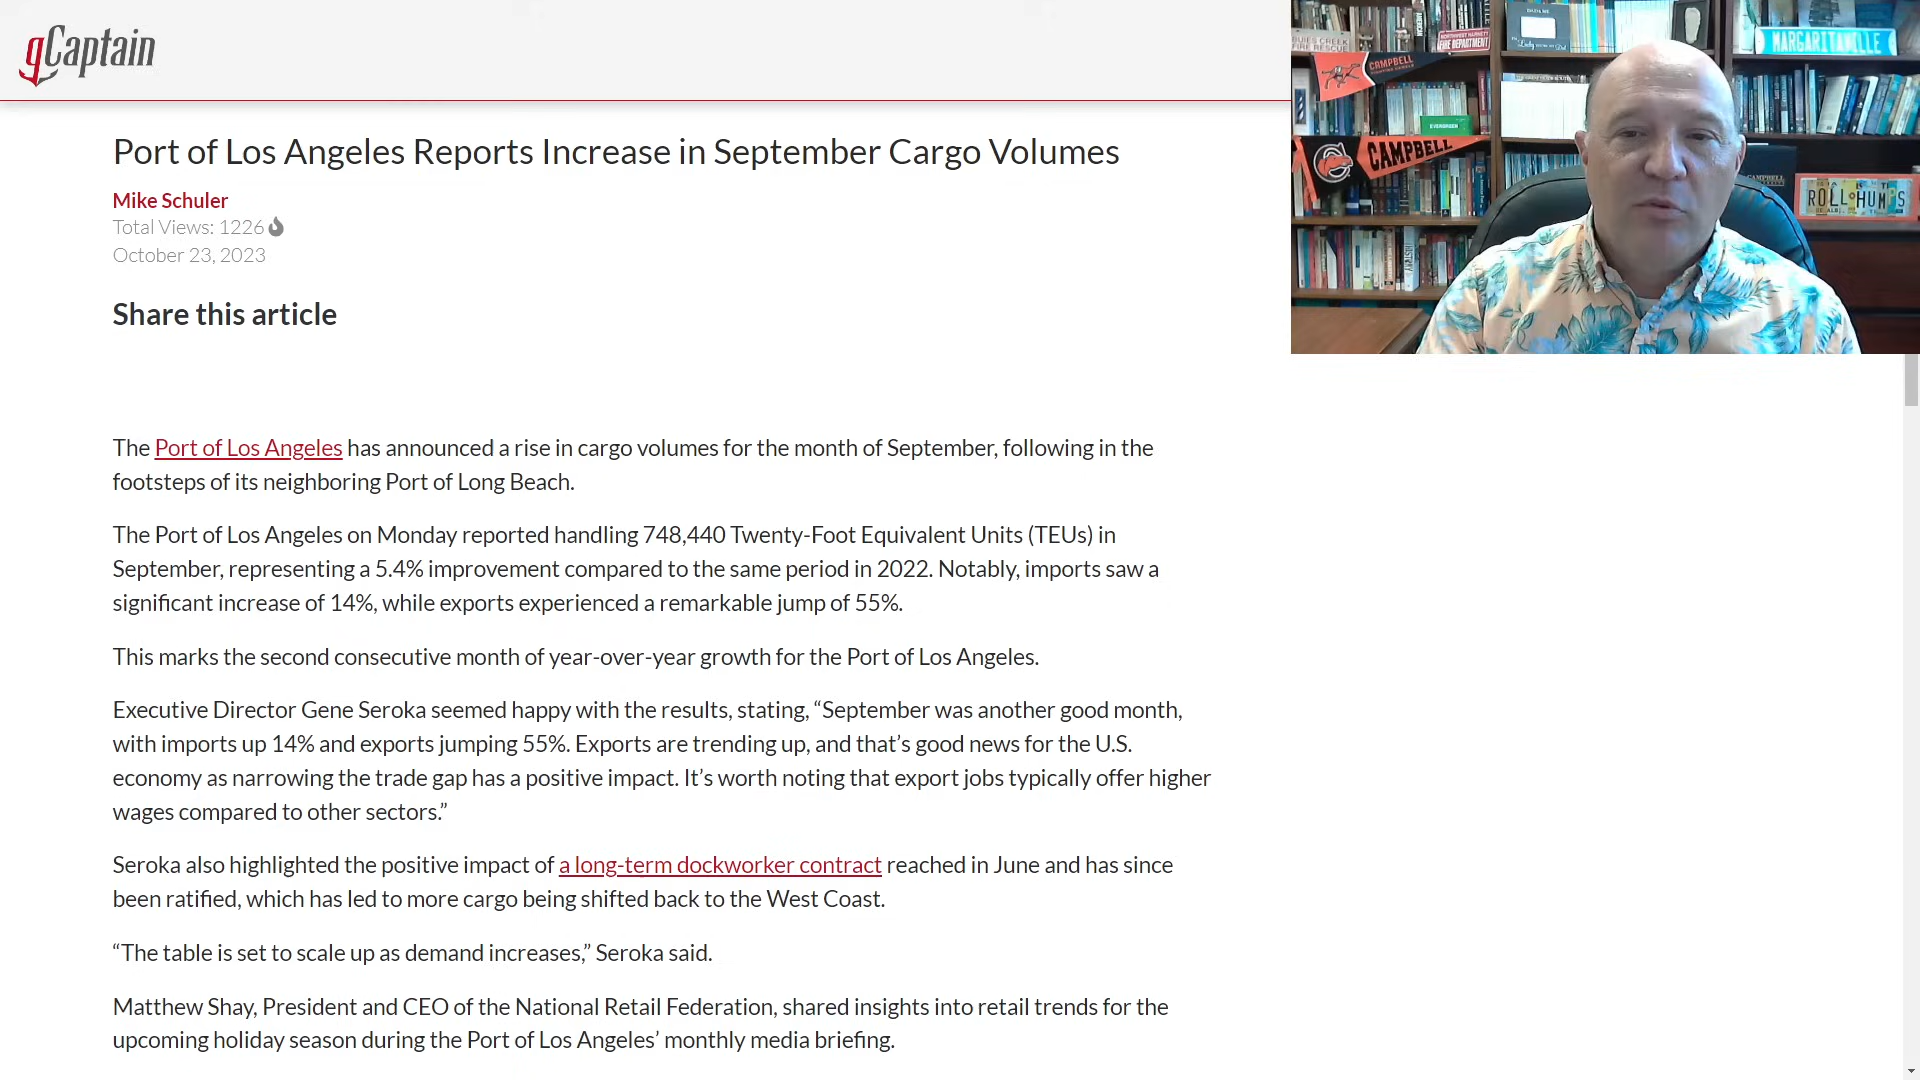 gCaptain
Port of Los Angeles Reports Increase in September Cargo Volumes
Mike Schuler
Total Views: 1226
October 23, 2023
Share this article
The Port of Los Angeles has announced a rise in cargo volumes for the month of September, following in the
footsteps of its neighboring Port of Long Beach.
The Port of Los Angeles on Monday reported handling 748,440 Twenty-Foot Equivalent Units (TEUs) in
September, representing a 5.4% improvement compared to the same period in 2022. Notably, imports saw a
significant increase of 14%, while exports experienced a remarkable jump of 55%.
This marks the second consecutive month of year-over-year growth for the Port of Los Angeles.
Executive Director Gene Seroka seemed happy with the results, stating, “September was another good month,
with imports up 14% and exports jumping 55%. Exports are trending up, and that’s good news for the U.S.
economy as narrowing the trade gap has a positive impact. It’s worth noting that export jobs typically offer higher
wages compared to other sectors.”
Seroka also highlighted the positive impact of a long-term dockworker contract reached in June and has since
been ratified, which has led to more cargo being shifted back to the West Coast.
“The table is set to scale up as demand increases,” Seroka said.
Matthew Shay, President and CEO of the National Retail Federation, shared insights into retail trends for the
upcoming holiday season during the Port of Los Angeles’ monthly media briefing.
BUIES CREEK
FIRE RESCUE
FIRE DEPARTMENT
MARGARITAVILLE
CAMPBELL
EVERGREEN
CAMPBELL
CAMPBELL
ROLL HUMPS